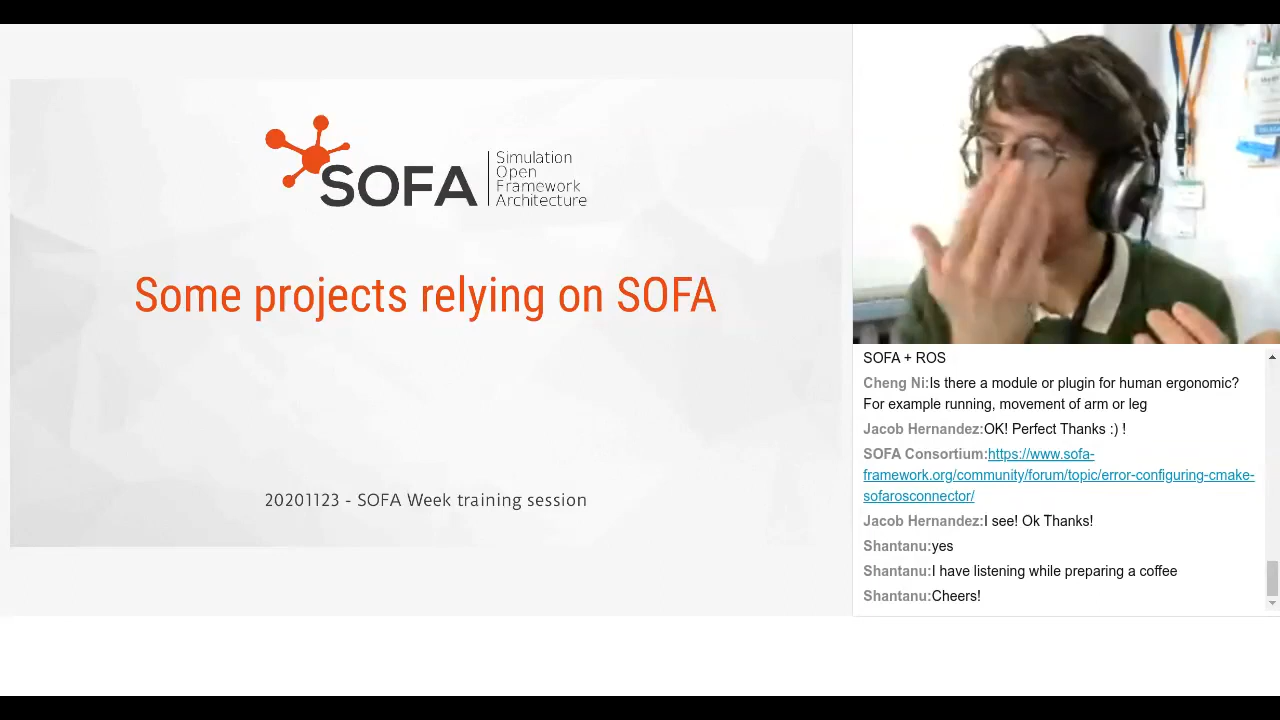 SOFA
Simulation
Open
Framework
Architecture
Some projects relying on SOFA
20201123 - SOFA Week training session
SOFA + ROS
Cheng Ni:Is there a module or plugin for human ergonomic?
For example running, movement of arm or leg
Jacob Hernandez:OK! Perfect Thanks :) !
SOFA Consortium:https://www.sofa-
framework.org/community/forum/topic/error-configuring-cmake-
sofarosconnector/
Jacob Hernandez:I see! Ok Thanks!
Shantanu:yes
Shantanu:I have listening while preparing a coffee
Shantanu:Cheers!